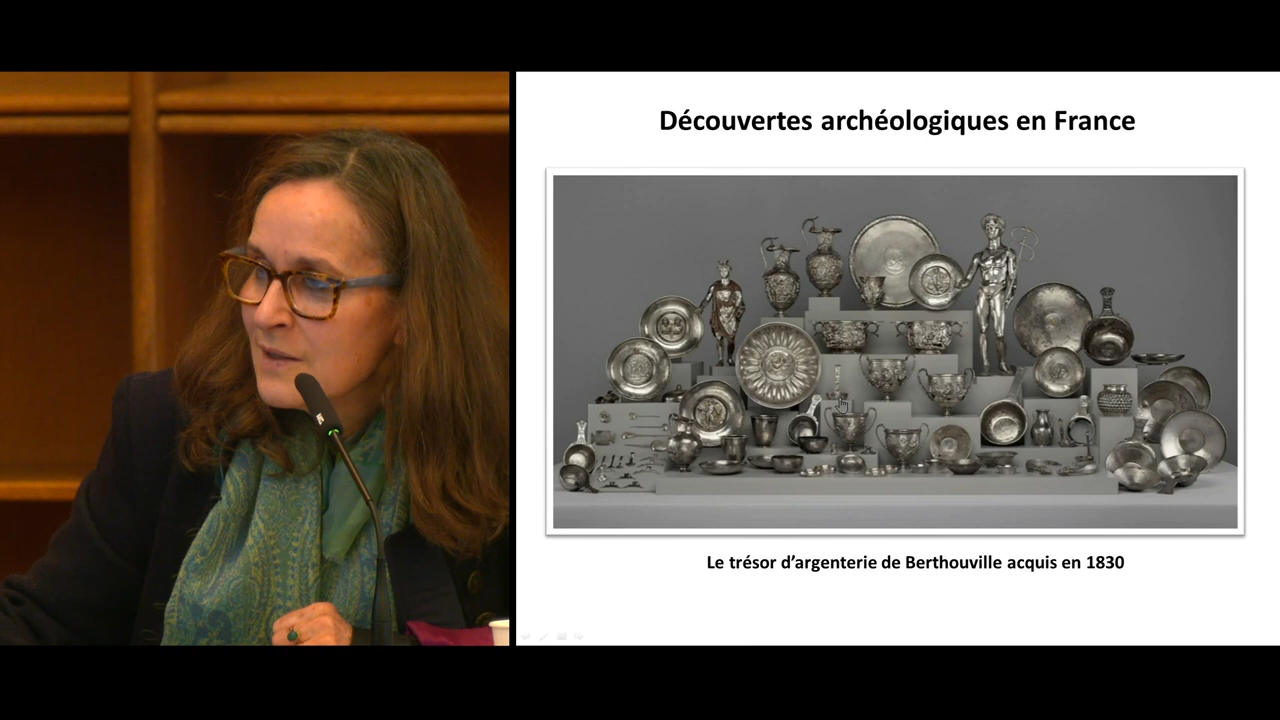 Découvertes archéologiques en France
Le trésor d’argenterie de Berthouville acquis en 1830